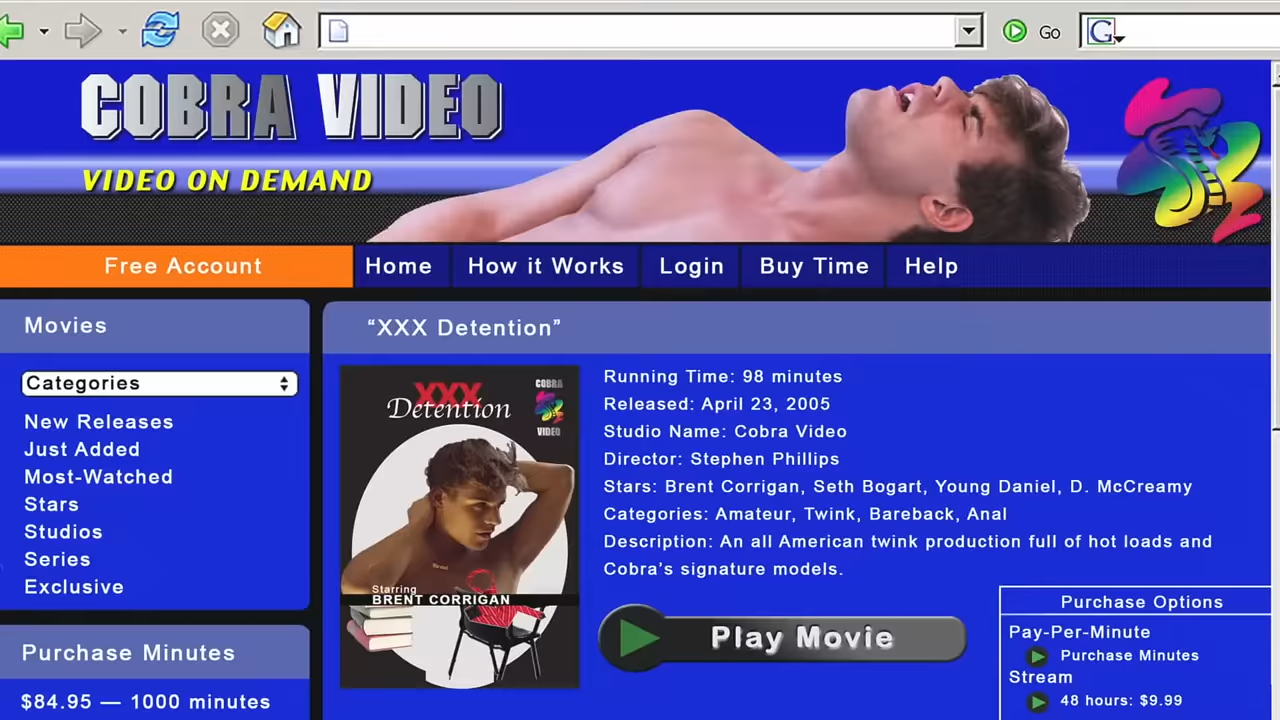 Go
G
COBRA VIDEO
VIDEO ON DEMAND
Free Account
Home
How it Works
Login
Buy Time
Help
Movies
Categories
New Releases
Just Added
Most-Watched
Stars
Studios
Series
Exclusive
Purchase Minutes
$84.95 — 1000 minutes
“XXX Detention”
XXX
Detention
COBRA
VIDEO
Starring
BRENT CORRIGAN
Running Time: 98 minutes
Released: April 23, 2005
Studio Name: Cobra Video
Director: Stephen Phillips
Stars: Brent Corrigan, Seth Bogart, Young Daniel, D. McCreamy
Categories: Amateur, Twink, Bareback, Anal
Description: An all American twink production full of hot loads and
Cobra’s signature models.
Play Movie
Purchase Options
Pay-Per-Minute
Purchase Minutes
Stream
48 hours: $9.99